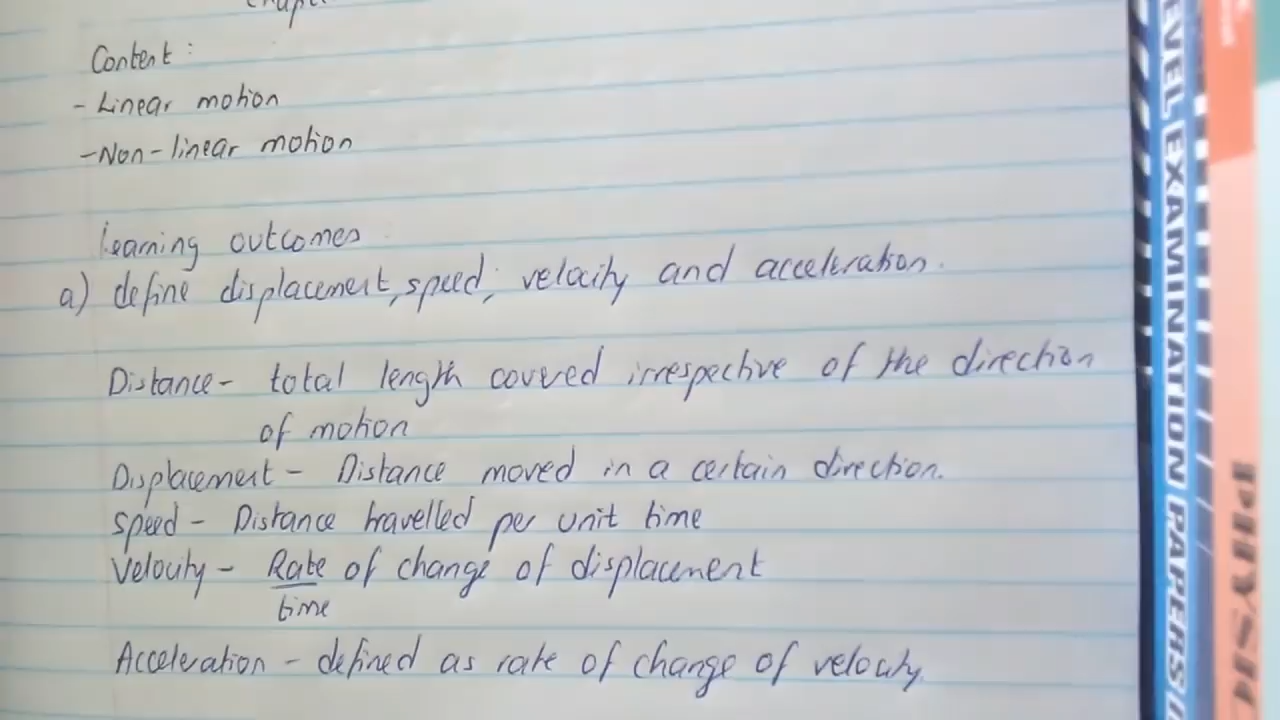 Content :
- Linear motion
- Non-linear motion
learning outcomes
a) define displacement, speed, velocity and acceleration.
Distance - total length covered irrespective of the direction
of motion
Displacement - Distance moved in a certain direction.
Speed - Distance travelled per unit time
Velocity - Rate of change of displacement
time
Acceleration - defined as rate of change of velocity.
EXAMINATION PAPERS